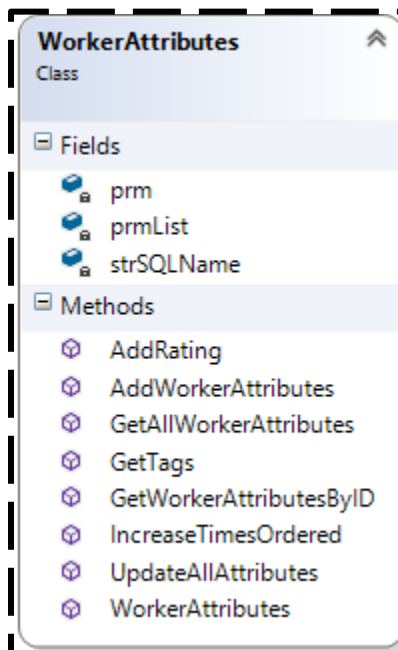 WorkerAttributes
Class
Fields
prm
prmList
strSQLName
Methods
AddRating
AddWorkerAttributes
GetAllWorkerAttributes
GetTags
GetWorkerAttributesByID
IncreaseTimesOrdered
UpdateAllAttributes
WorkerAttributes